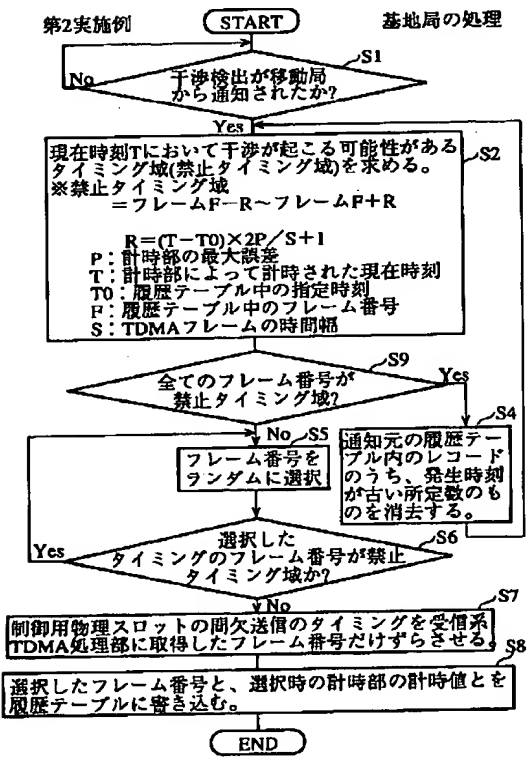 第2実施例
基地局の処理
START
S1
干渉検出が移動局
から通知されたか?
No
Yes
S2
現在時刻Tにおいて干渉が起こる可能性がある
タイミング域(禁止タイミング域)を求める。
※禁止タイミング域
＝フレームF－R～フレームF＋R
R＝(T－T0)×2P／S＋1
P：計時部の最大誤差
T：計時部によって計時された現在時刻
T0：履歴テーブル中の指定時刻
F：履歴テーブル中のフレーム番号
S：TDMAフレームの時間幅
S9
全てのフレーム番号が
禁止タイミング域?
Yes
No
S4
通知元の履歴テー
ブル内のレコード
のうち、発生時刻
が古い所定数のも
のを消去する。
S5
フレーム番号を
ランダムに選択
S6
選択した
タイミングのフレーム番号が禁止
タイミング域か?
Yes
No
S7
制御用物理スロットの間欠送信のタイミングを受信系
TDMA処理部に取得したフレーム番号だけずらさせる。
S8
選択したフレーム番号と、選択時の計時部の計時値とを
履歴テーブルに書き込む。
END